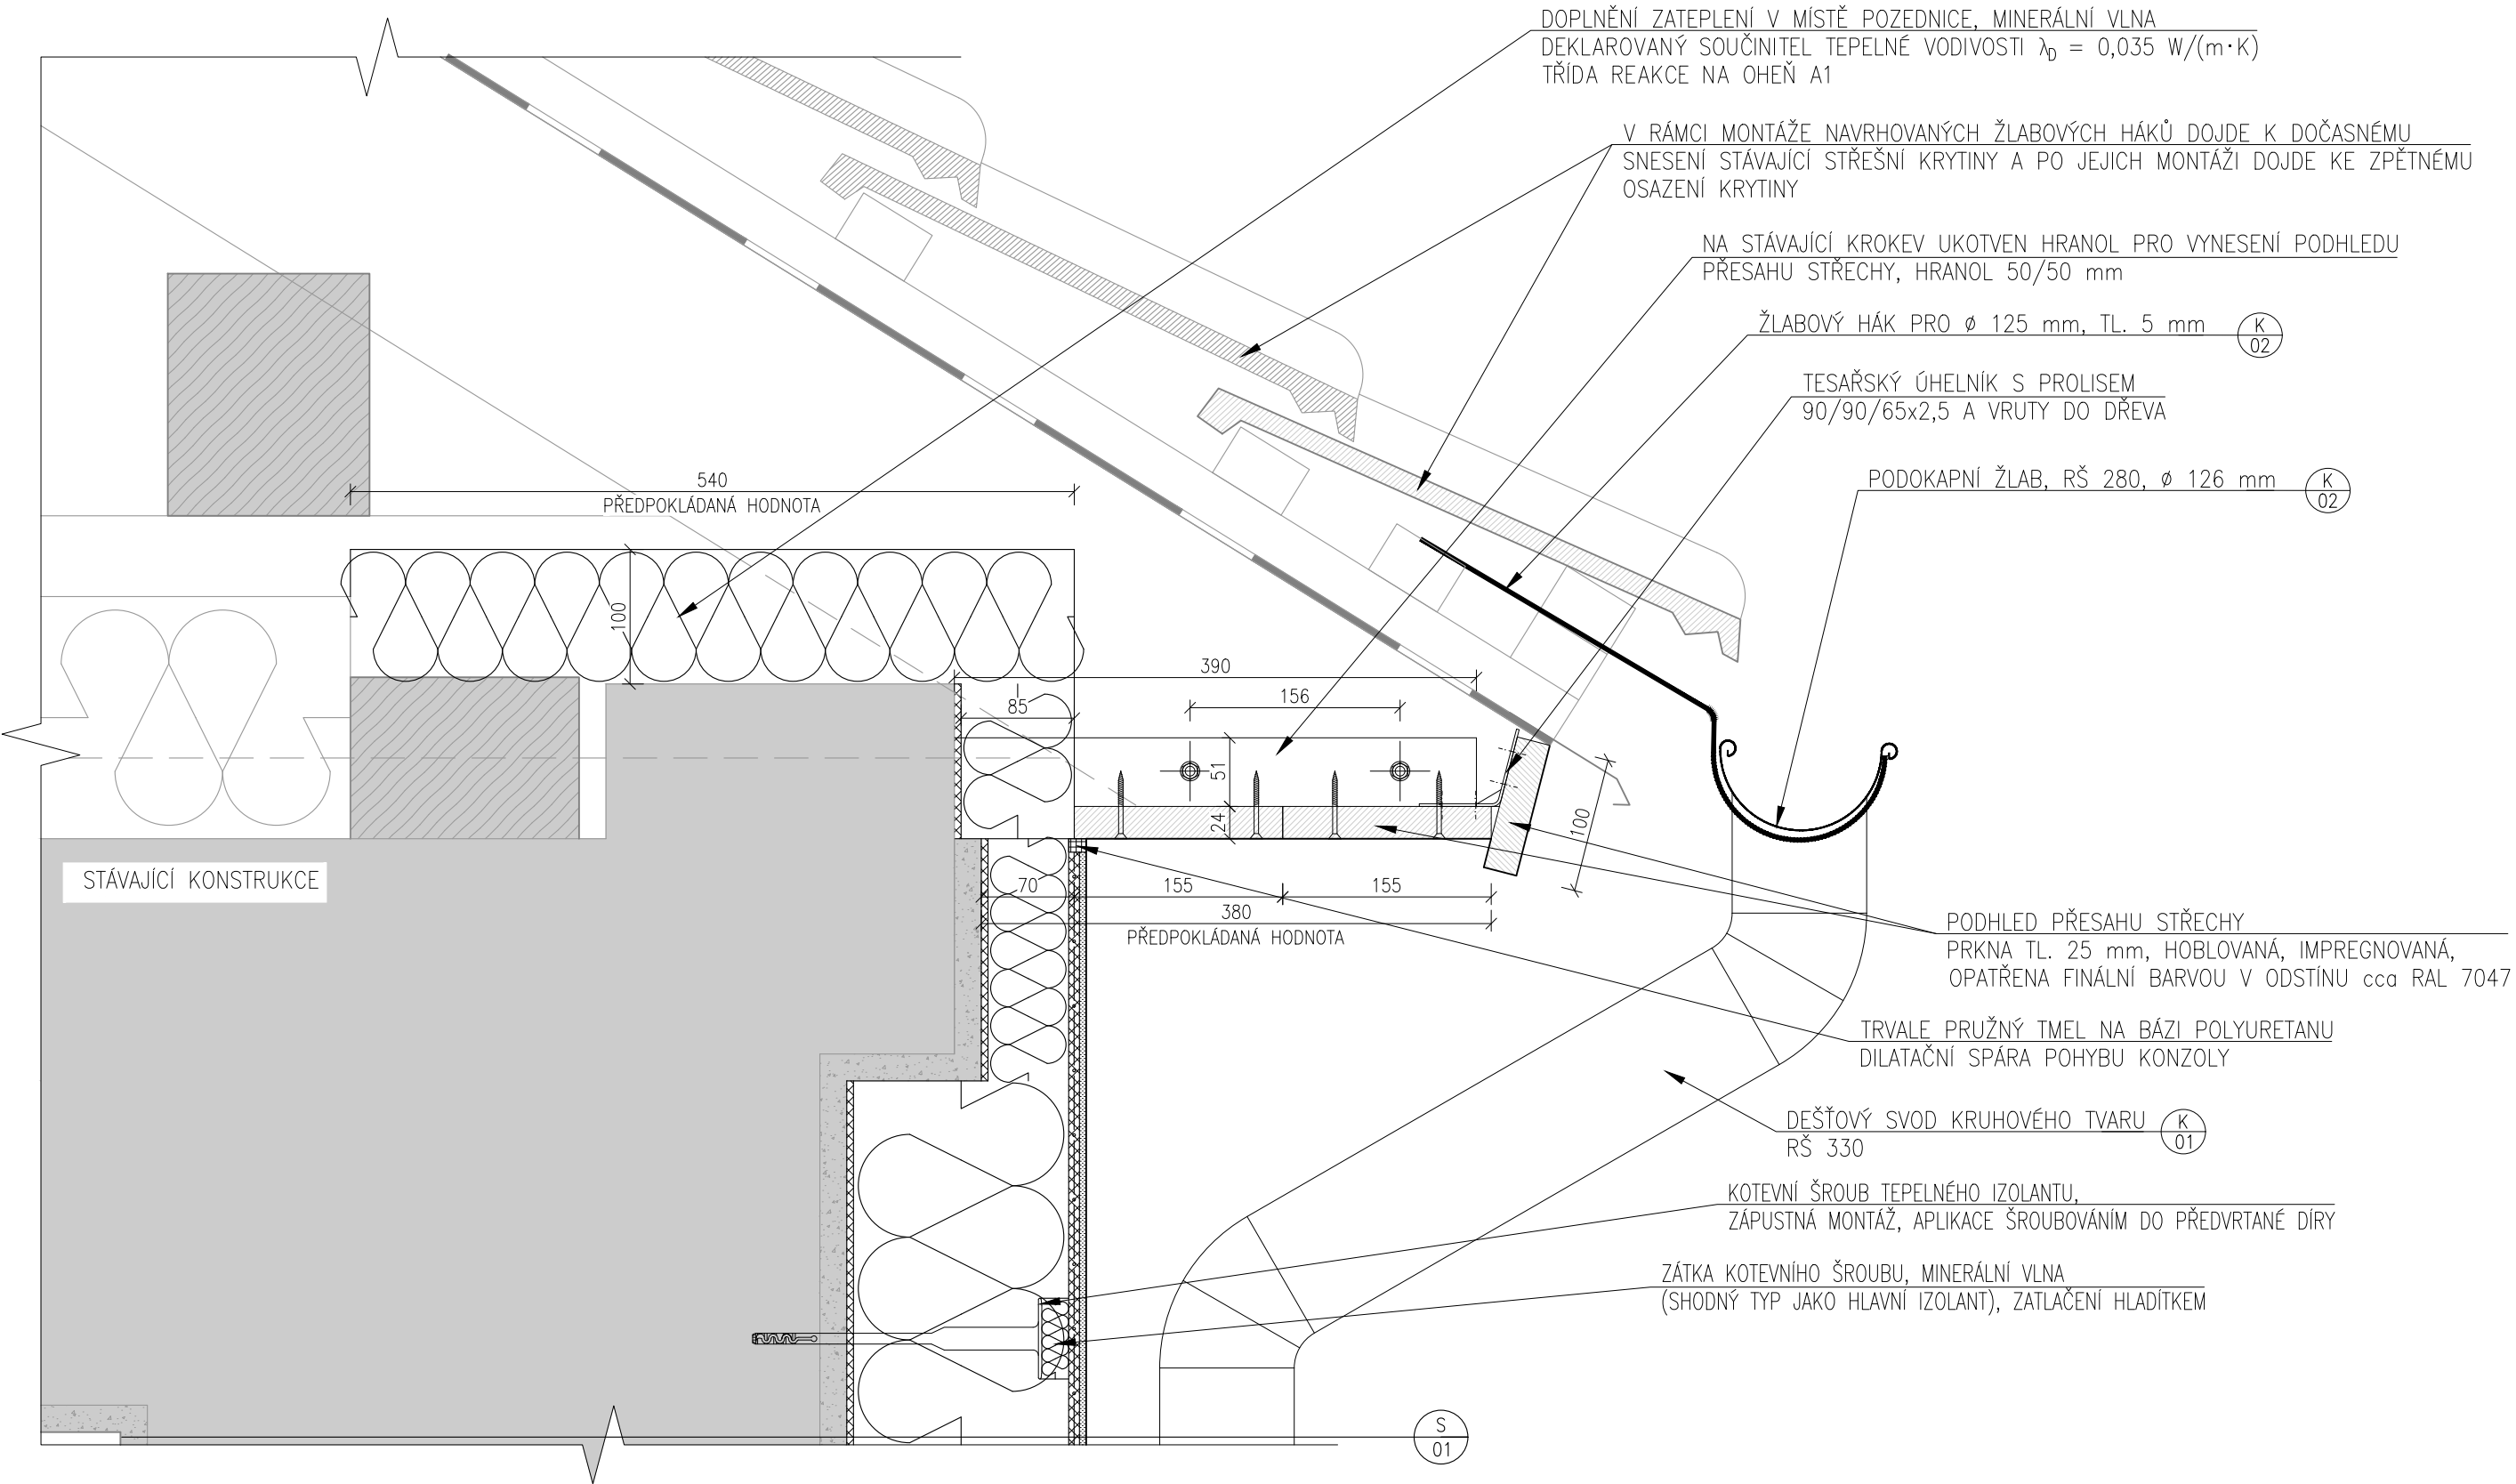 DOPLNĚNÍ ZATEPLENÍ V MÍSTĚ POZEDNICE, MINERÁLNÍ VLNA
DEKLAROVANÝ SOUČINITEL TEPELNÉ VODIVOSTI λD = 0,035 W/(m·K)
TŘÍDA REAKCE NA OHEŇ A1
V RÁMCI MONTÁŽE NAVRHOVANÝCH ŽLABOVÝCH HÁKŮ DOJDE K DOČASNÉMU
SNESENÍ STÁVAJÍCÍ STŘEŠNÍ KRYTINY A PO JEJICH MONTÁŽI DOJDE KE ZPĚTNÉMU
OSAZENÍ KRYTINY
NA STÁVAJÍCÍ KROKEV UKOTVEN HRANOL PRO VYNESENÍ PODHLEDU
PŘESAHU STŘECHY, HRANOL 50/50 mm
ŽLABOVÝ HÁK PRO ø 125 mm, TL. 5 mm
K
02
TESAŘSKÝ ÚHELNÍK S PROLISEM
90/90/65x2,5 A VRUTY DO DŘEVA
PODOKAPNÍ ŽLAB, RŠ 280, ø 126 mm
K
02
540
PŘEDPOKLÁDANÁ HODNOTA
100
390
156
85
51
24
100
STÁVAJÍCÍ KONSTRUKCE
70
155
155
380
PŘEDPOKLÁDANÁ HODNOTA
PODHLED PŘESAHU STŘECHY
PRKNA TL. 25 mm, HOBLOVANÁ, IMPREGNOVANÁ,
OPATŘENA FINÁLNÍ BARVOU V ODSTÍNU cca RAL 7047
TRVALE PRUŽNÝ TMEL NA BÁZI POLYURETANU
DILATAČNÍ SPÁRA POHYBU KONZOLY
DEŠŤOVÝ SVOD KRUHOVÉHO TVARU
RŠ 330
K
01
KOTEVNÍ ŠROUB TEPELNÉHO IZOLANTU,
ZÁPUSTNÁ MONTÁŽ, APLIKACE ŠROUBOVÁNÍM DO PŘEDVRTANÉ DÍRY
ZÁTKA KOTEVNÍHO ŠROUBU, MINERÁLNÍ VLNA
(SHODNÝ TYP JAKO HLAVNÍ IZOLANT), ZATLAČENÍ HLADÍTKEM
S
01